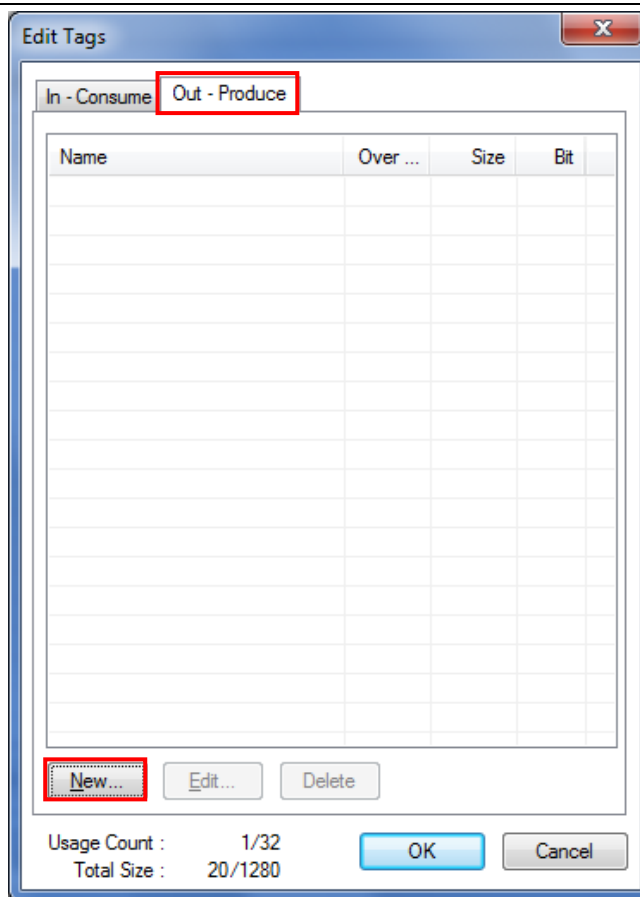 Edit Tags
In - Consume Out - Produce
Name Over ... Size Bit
New... Edit... Delete
Usage Count : 1/32
Total Size : 20/1280
OK Cancel